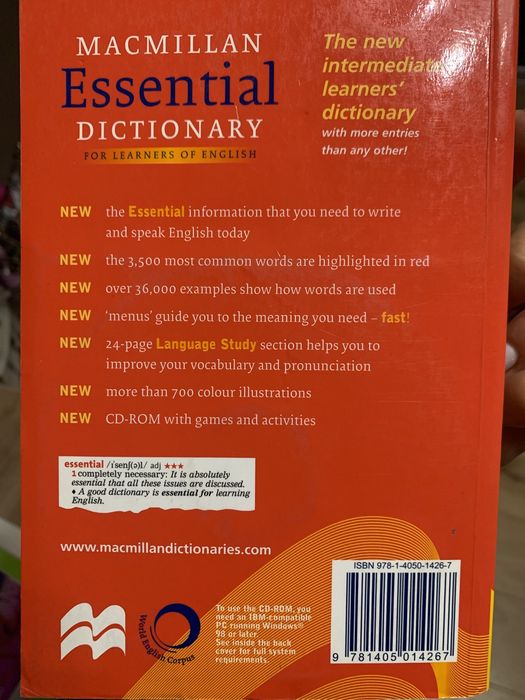 MACMILLAN
Essential
DICTIONARY
FOR LEARNERS OF ENGLISH
The new
intermediate
learners'
dictionary
with more entries
than any other!
NEW the Essential information that you need to write
and speak English today
NEW the 3,500 most common words are highlighted in red
NEW over 36,000 examples show how words are used
NEW 'menus' guide you to the meaning you need – fast!
NEW 24-page Language Study section helps you to
improve your vocabulary and pronunciation
NEW more than 700 colour illustrations
NEW CD-ROM with games and activities
essential /ɪˈsenʃ(ə)l/ adj ★★★
1 completely necessary: It is absolutely
essential that all these issues are discussed.
♦ A good dictionary is essential for learning
English.
www.macmillandictionaries.com
World English Corpus
To use the CD-ROM, you
need an IBM-compatible
PC running Windows®
98 or later.
See inside the back
cover for full system
requirements.
ISBN 978-1-4050-1426-7
9 781405 014267